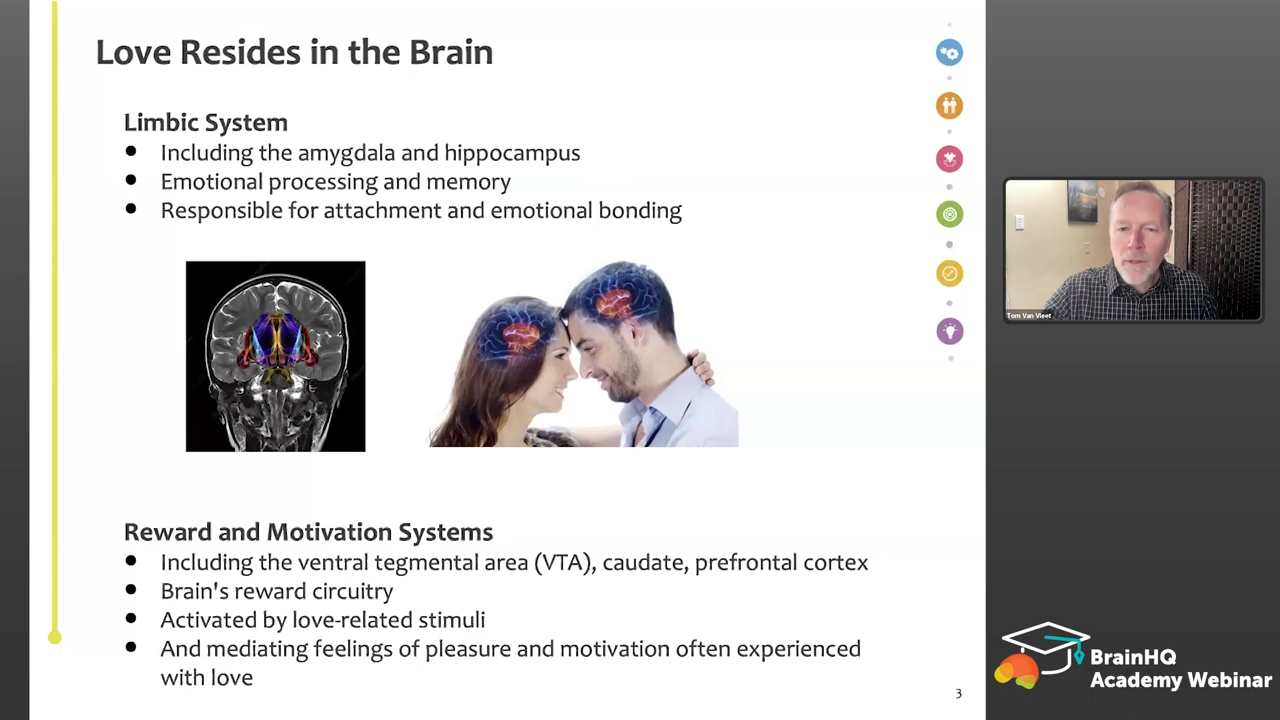 Love Resides in the Brain
Limbic System
● Including the amygdala and hippocampus
● Emotional processing and memory
● Responsible for attachment and emotional bonding
Reward and Motivation Systems
● Including the ventral tegmental area (VTA), caudate, prefrontal cortex
● Brain's reward circuitry
● Activated by love-related stimuli
● And mediating feelings of pleasure and motivation often experienced
with love
3
Tom Van Vleet
BrainHQ
Academy Webinar